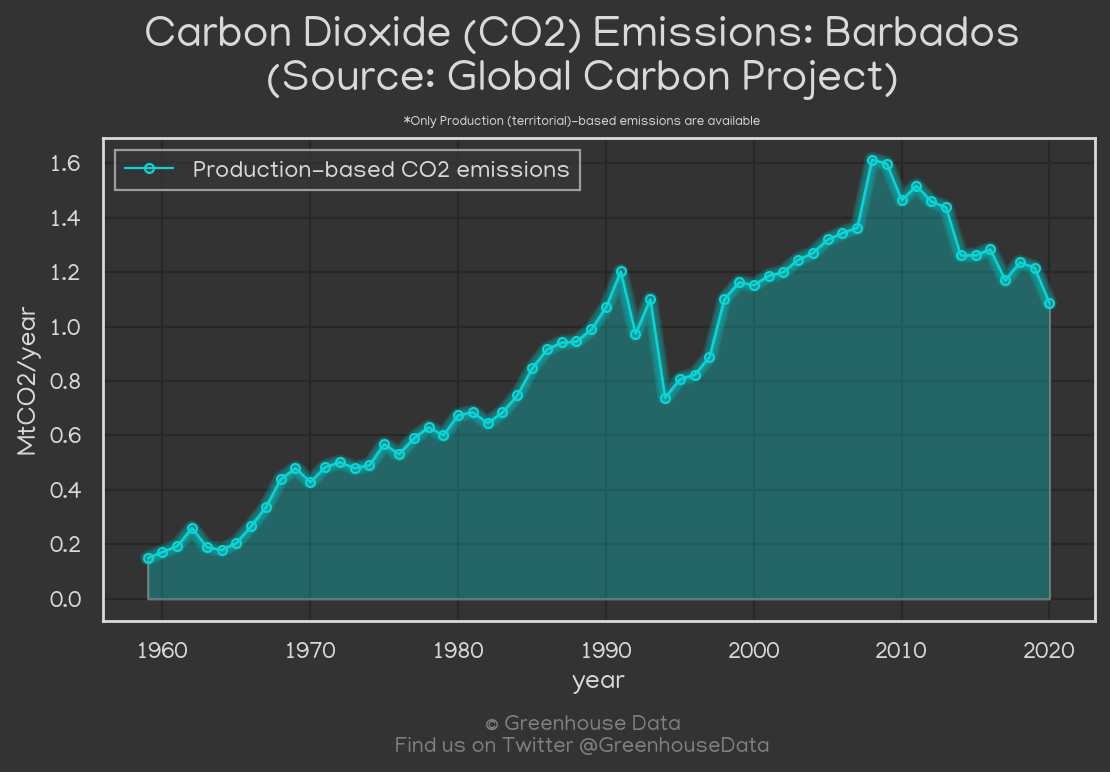 Carbon Dioxide (CO2) Emissions: Barbados
(Source: Global Carbon Project)
*Only Production (territorial)-based emissions are available
Production-based CO2 emissions
1.6
1.4
1.2
1.0
0.8
0.6
0.4
0.2
0.0
MtCO2/year
1960 1970 1980 1990 2000 2010 2020
year
© Greenhouse Data
Find us on Twitter @GreenhouseData